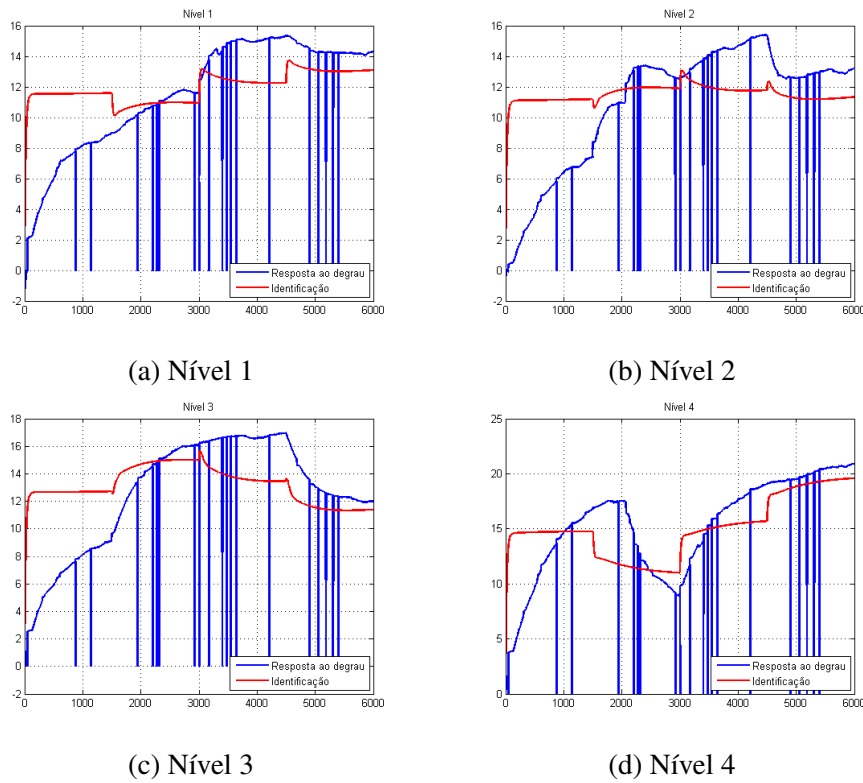 Nível 1
16
14
12
10
8
6
4
2
0
-2
0 1000 2000 3000 4000 5000 6000
Resposta ao degrau
Identificação
(a) Nível 1
Nível 2
16
14
12
10
8
6
4
2
0
-2
0 1000 2000 3000 4000 5000 6000
Resposta ao degrau
Identificação
(b) Nível 2
Nível 3
18
16
14
12
10
8
6
4
2
0
-2
0 1000 2000 3000 4000 5000 6000
Resposta ao degrau
Identificação
(c) Nível 3
Nível 4
25
20
15
10
5
0
0 1000 2000 3000 4000 5000 6000
Resposta ao degrau
Identificação
(d) Nível 4